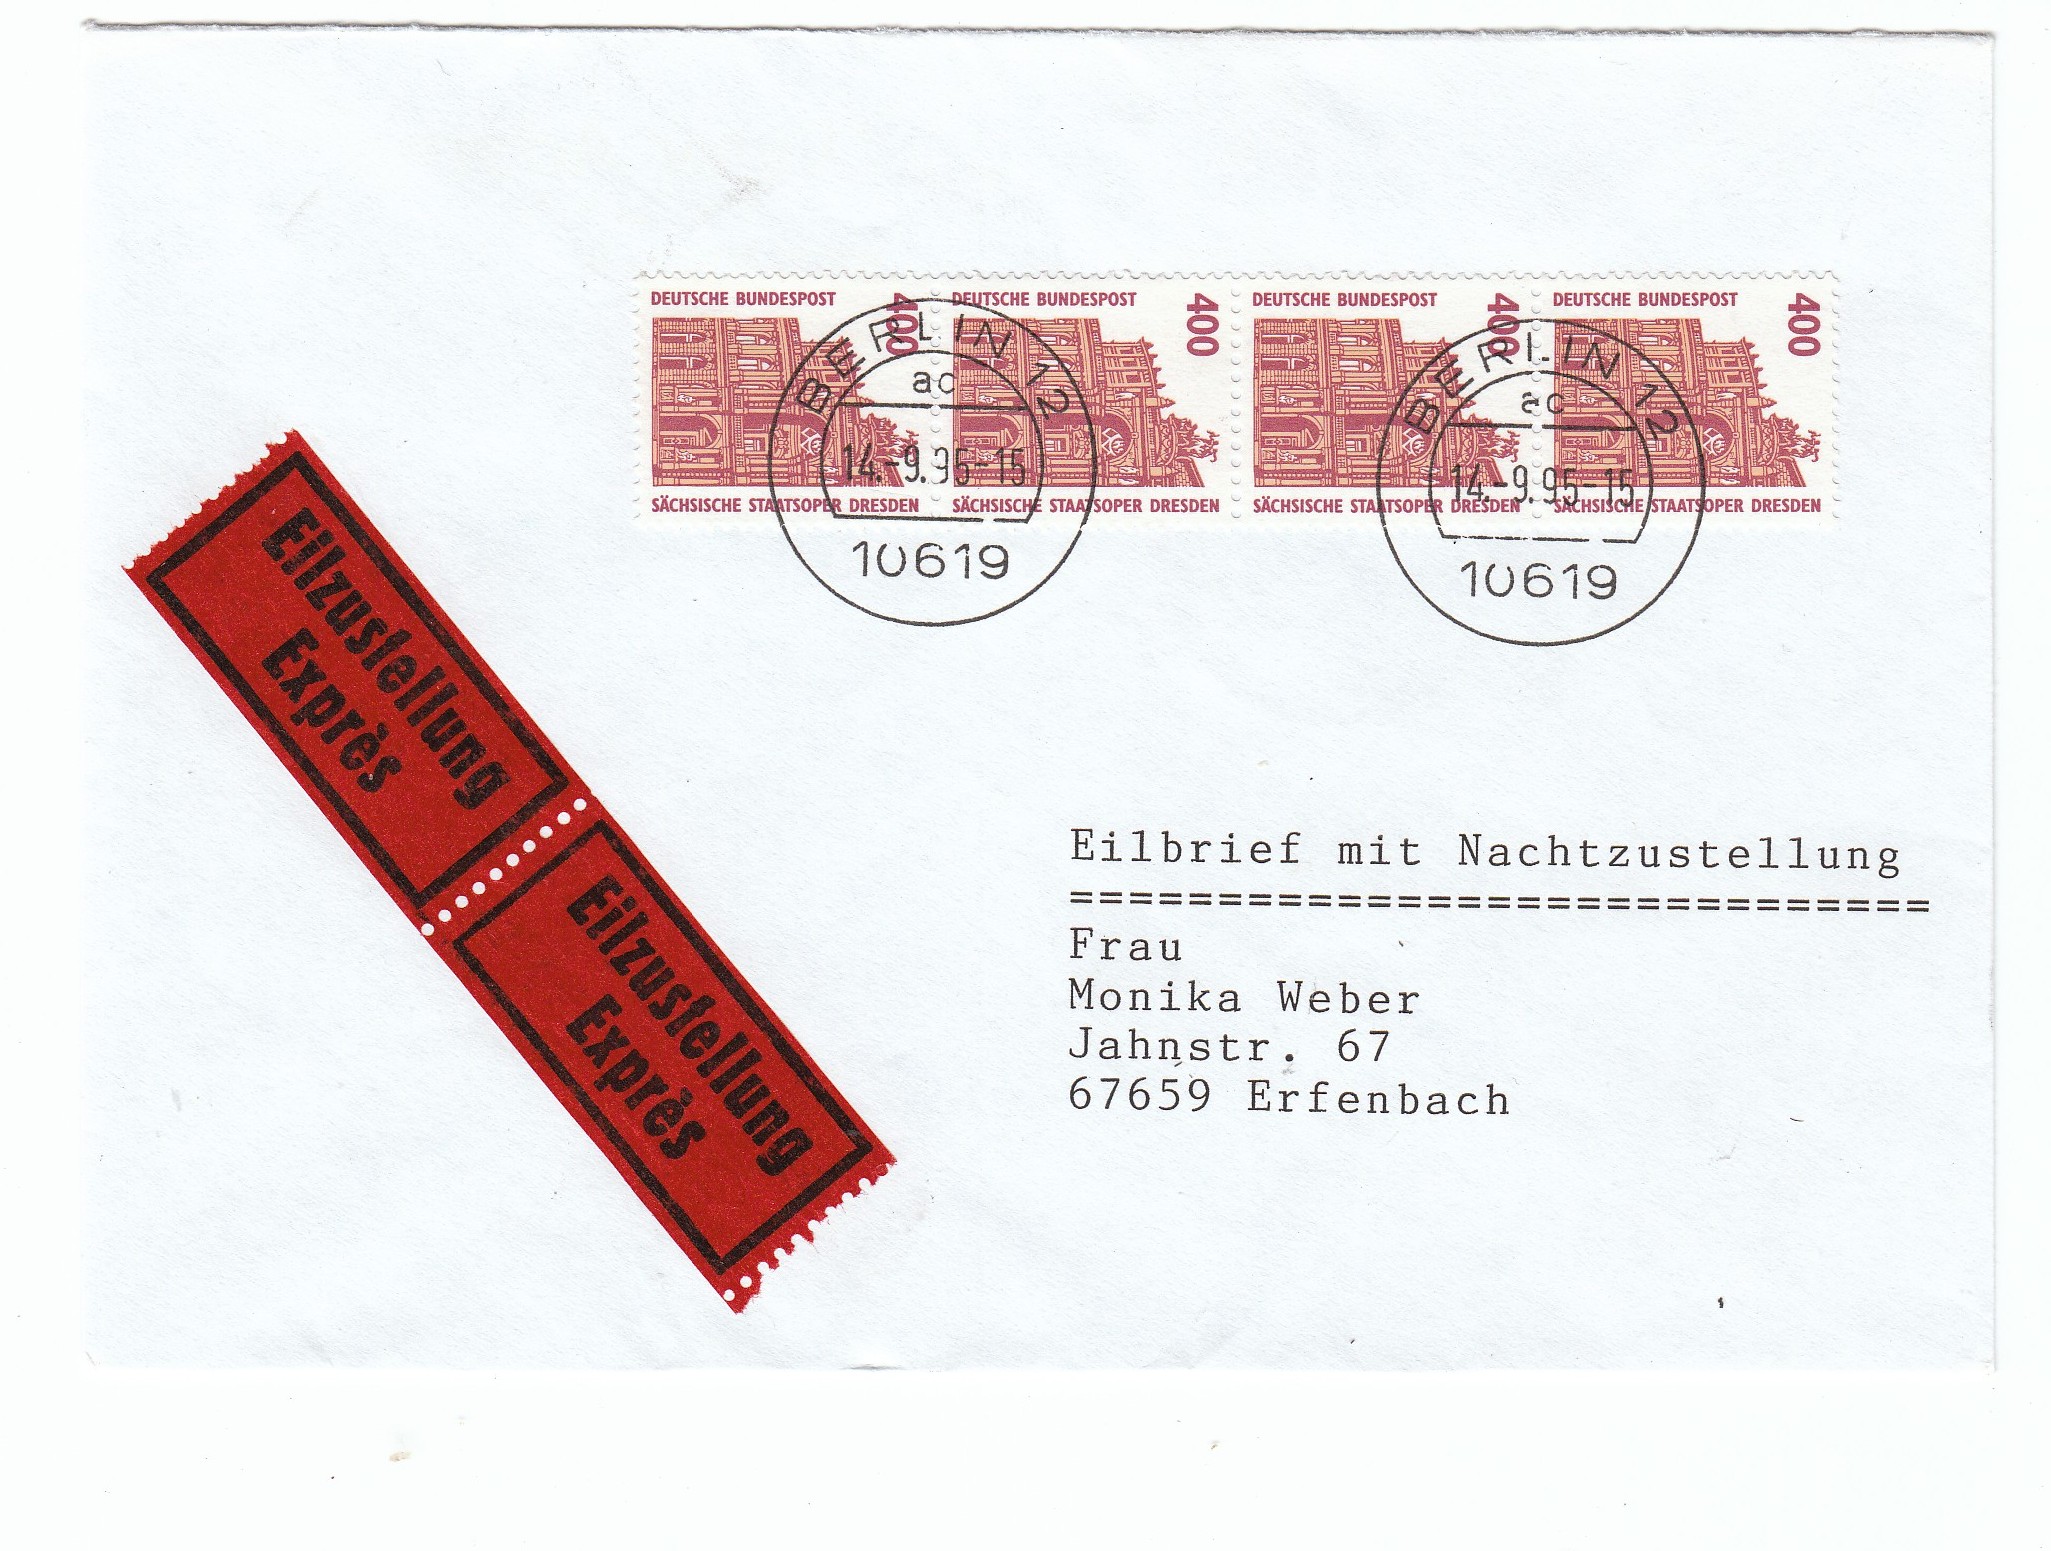 DEUTSCHE BUNDESPOST 400
SÄCHSISCHE STAATSOPER DRESDEN
DEUTSCHE BUNDESPOST 400
SÄCHSISCHE STAATSOPER DRESDEN
DEUTSCHE BUNDESPOST 400
SÄCHSISCHE STAATSOPER DRESDEN
DEUTSCHE BUNDESPOST 400
SÄCHSISCHE STAATSOPER DRESDEN
BERLIN 12
ac
14.-9.95-15
10619
BERLIN 12
ac
14.-9.95-15
10619
Eilzustellung
Exprès
Eilzustellung
Exprès
Eilbrief mit Nachtzustellung
=============================
Frau
Monika Weber
Jahnstr. 67
67659 Erfenbach